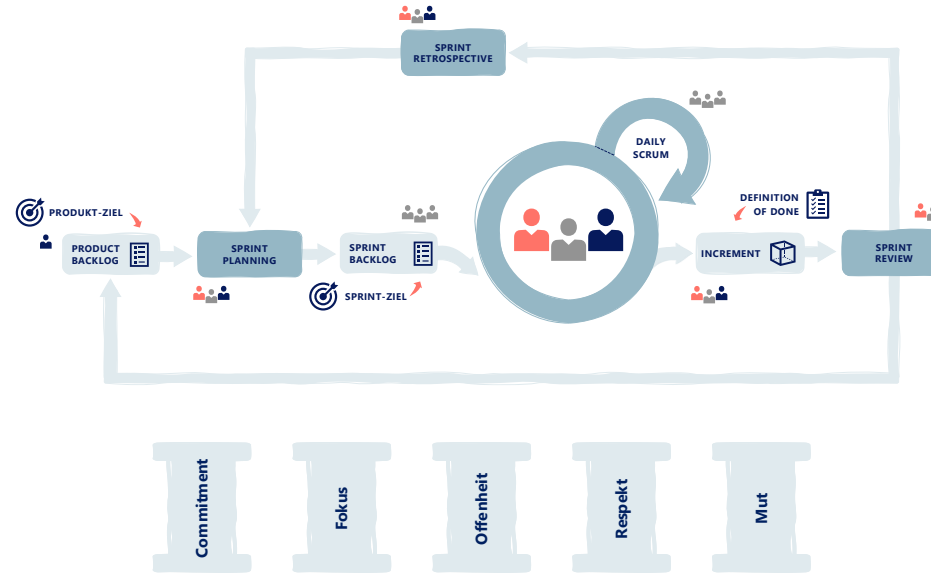 SPRINT
RETROSPECTIVE
DAILY
SCRUM
PRODUKT-ZIEL
PRODUCT
BACKLOG
SPRINT
PLANNING
SPRINT
BACKLOG
SPRINT-ZIEL
DEFINITION
OF DONE
INCREMENT
SPRINT
REVIEW
Commitment
Fokus
Offenheit
Respekt
Mut